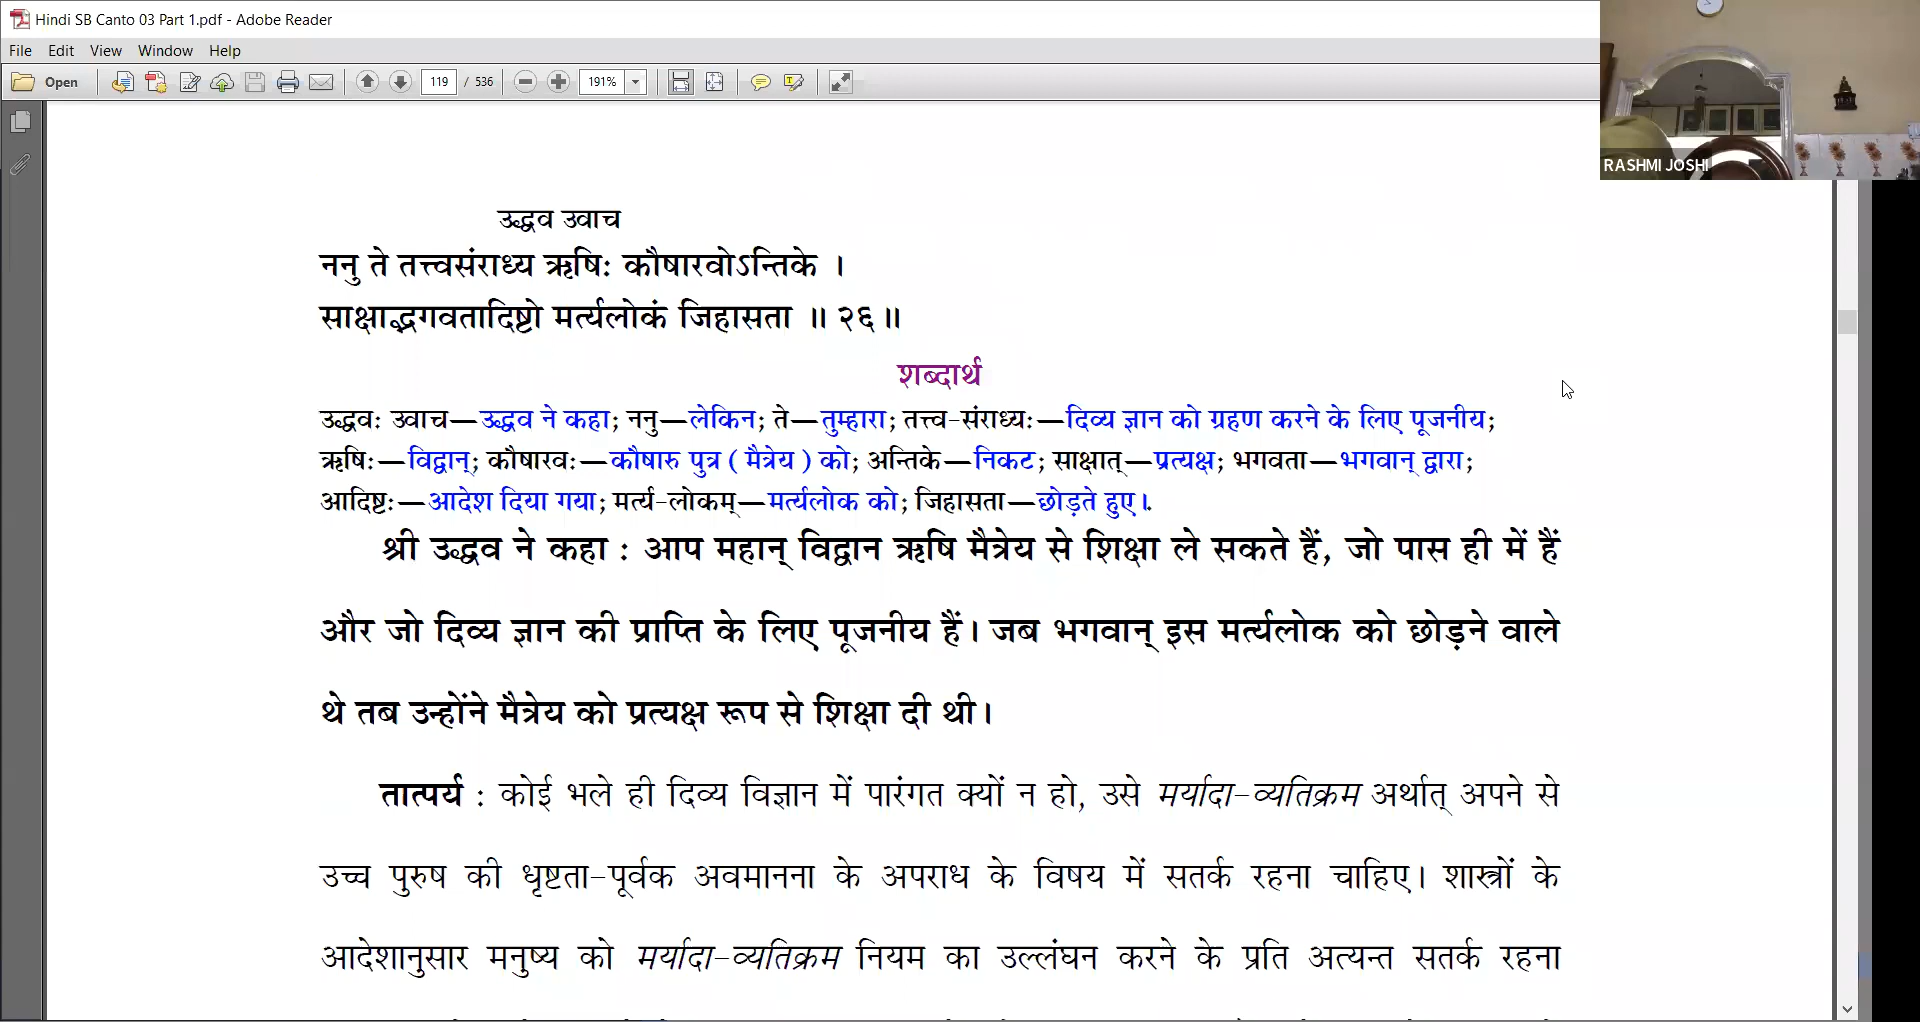 Hindi SB Canto 03 Part 1.pdf - Adobe Reader
File Edit View Window Help
Open 119 / 536 191%
RASHMI JOSHI
उद्धव उवाच
ननु ते तत्त्वसंराध्य ऋषिः कौषारवोऽन्तिके ।
साक्षाद्भगवतादिष्टो मर्त्यलोकं जिहासता ॥ २६॥
शब्दार्थ
उद्धवः उवाच—उद्धव ने कहा; ननु—लेकिन; ते—तुम्हारा; तत्त्व-संराध्यः—दिव्य ज्ञान को ग्रहण करने के लिए पूजनीय;
ऋषिः—विद्वान्; कौषारवः—कौषारु पुत्र ( मैत्रेय ) को; अन्तिके—निकट; साक्षात्—प्रत्यक्ष; भगवता—भगवान् द्वारा;
आदिष्टः—आदेश दिया गया; मर्त्य-लोकम्—मर्त्यलोक को; जिहासता—छोड़ते हुए।.
श्री उद्धव ने कहा : आप महान् विद्वान ऋषि मैत्रेय से शिक्षा ले सकते हैं, जो पास ही में हैं
और जो दिव्य ज्ञान की प्राप्ति के लिए पूजनीय हैं। जब भगवान् इस मर्त्यलोक को छोड़ने वाले
थे तब उन्होंने मैत्रेय को प्रत्यक्ष रूप से शिक्षा दी थी।
तात्पर्य : कोई भले ही दिव्य विज्ञान में पारंगत क्यों न हो, उसे मर्यादा-व्यतिक्रम अर्थात् अपने से
उच्च पुरुष की धृष्टता-पूर्वक अवमानना के अपराध के विषय में सतर्क रहना चाहिए। शास्त्रों के
आदेशानुसार मनुष्य को मर्यादा-व्यतिक्रम नियम का उल्लंघन करने के प्रति अत्यन्त सतर्क रहना